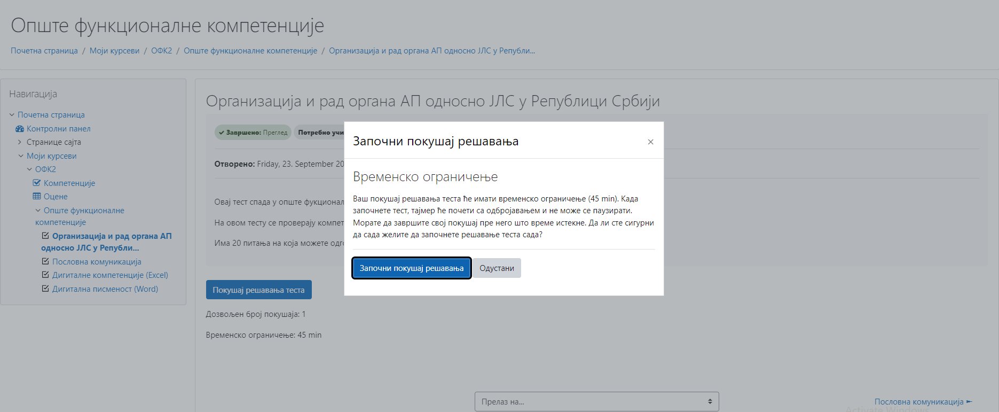 Опште функционалне компетенције
Почетна страница / Моји курсеви / ОФК2 / Опште функционалне компетенције / Организација и рад органа АП односно ЈЛС у Републи...
Навигација
Почетна страница
Контролни панел
Странице сајта
Моји курсеви
ОФК2
Компетенције
Оцене
Опште функционалне
компетенције
Организација и рад органа АП
односно ЈЛС у Републи...
Пословна комуникација
Дигиталне компетенције (Excel)
Дигитална писменост (Word)
Организација и рад органа АП односно ЈЛС у Републици Србији
Завршено: Преглед
Потребно учи
Отворено: Friday, 23. September 20
Овај тест спада у опште фукционал
На овом тесту се проверају компет
Има 20 питања на која можете одго
Започни покушај решавања
×
Временско ограничење
Ваш покушај решавања теста ће имати временско ограничење (45 min). Када
започнете тест, тајмер ће почети са одбројавањем и не може се паузирати.
Морате да завршите свој покушај пре него што време истекне. Да ли сте сигурни
да сада желите да започнете решавање теста сада?
Започни покушај решавања
Одустани
Покушај решавања теста
Дозвољен број покушаја: 1
Временско ограничење: 45 min
Прелаз на...
Пословна комуникација ►
Activate Windows